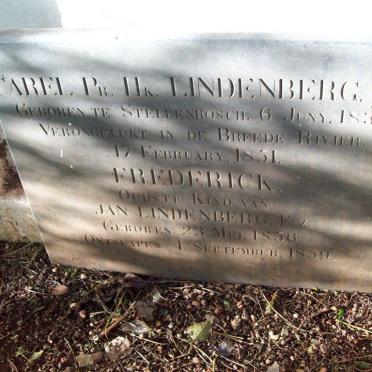 CAREL PR. HK. LINDENBERG.
GEBOREN TE STELLENBOSCH, 6 JUNY, 183
VERONGELUKT IN DE BREEDE RIVIER
17 FEBRUARY, 1851.
FREDERICK,
OUDSTE KIND VAN
JAN LINDENBERG, P. Z.
GEBOREN 23 MEI, 1856.
ONTSLAPEN 1 SEPTEMBER, 1859.